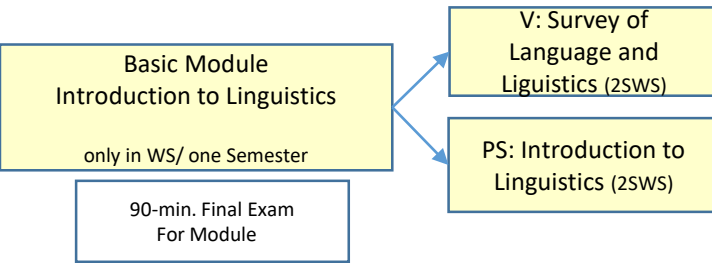 Basic Module
Introduction to Linguistics
only in WS/ one Semester
90-min. Final Exam
For Module
V: Survey of
Language and
Liguistics (2SWS)
PS: Introduction to
Linguistics (2SWS)